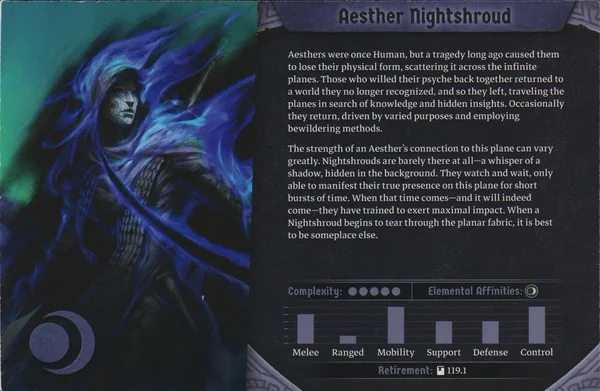 Aesther Nightshroud
Aesthers were once Human, but a tragedy long ago caused them
to lose their physical form, scattering it across the infinite
planes. Those who willed their psyche back together returned to
a world they no longer recognized, and so they left, traveling the
planes in search of knowledge and hidden insights. Occasionally
they return, driven by varied purposes and employing
bewildering methods.
The strength of an Aesther's connection to this plane can vary
greatly. Nightshrouds are barely there at all—a whisper of a
shadow, hidden in the background. They watch and wait, only
able to manifest their true presence on this plane for short
bursts of time. When that time comes—and it will indeed
come—they have trained to exert maximal impact. When a
Nightshroud begins to tear through the planar fabric, it is best
to be someplace else.
Complexity: Elemental Affinities:
Melee Ranged Mobility Support Defense Control
Retirement: 119.1